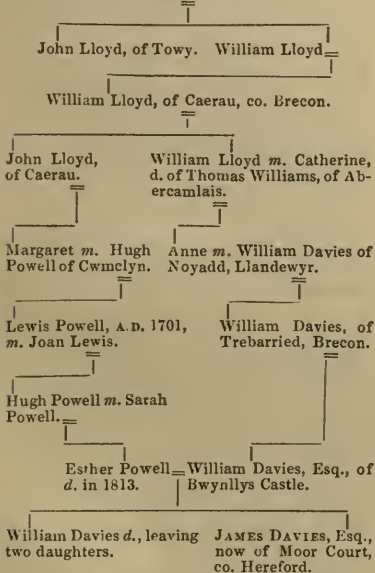 John Lloyd, of Towy. William Lloyd
William Lloyd, of Caerau, co. Brecon.
John Lloyd,
of Caerau.
William Lloyd m. Catherine,
d. of Thomas Williams, of Ab-
ercamlais.
Margaret m. Hugh
Powell of Cwmclyn.
Anne m. William Davies of
Noyadd, Llandewyr.
Lewis Powell, A.D. 1701,
m. Joan Lewis.
William Davies, of
Trebarried, Brecon.
Hugh Powell m. Sarah
Powell.
Esther Powell
d. in 1813.
William Davies, Esq., of
Bwynllys Castle.
William Davies d., leaving
two daughters.
JAMES DAVIES, Esq.,
now of Moor Court,
co. Hereford.